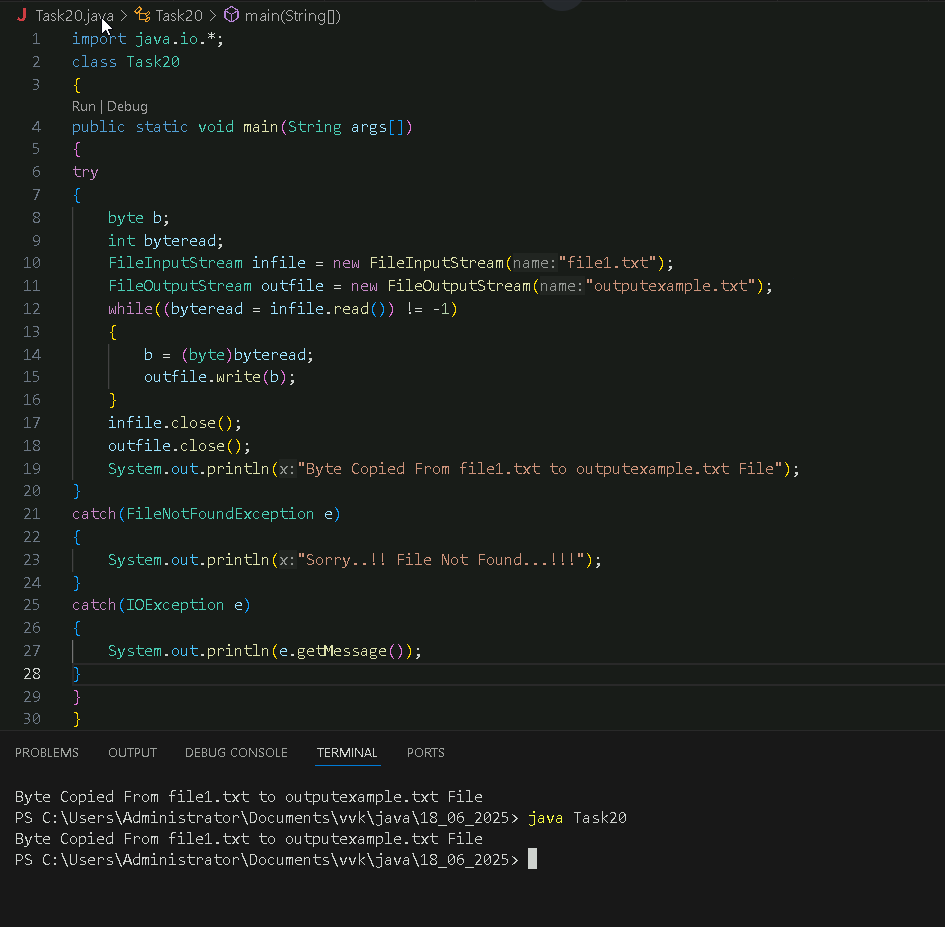 Task20.java > Task20 > main(String[])
1 import java.io.*;
2 class Task20
3 {
Run | Debug
4 public static void main(String args[])
5 {
6 try
7 {
8 byte b;
9 int byteread;
10 FileInputStream infile = new FileInputStream(name:"file1.txt");
11 FileOutputStream outfile = new FileOutputStream(name:"outputexample.txt");
12 while((byteread = infile.read()) != -1)
13 {
14 b = (byte)byteread;
15 outfile.write(b);
16 }
17 infile.close();
18 outfile.close();
19 System.out.println(x:"Byte Copied From file1.txt to outputexample.txt File");
20 }
21 catch(FileNotFoundException e)
22 {
23 System.out.println(x:"Sorry..!! File Not Found...!!!");
24 }
25 catch(IOException e)
26 {
27 System.out.println(e.getMessage());
28 }
29 }
30 }
PROBLEMS OUTPUT DEBUG CONSOLE TERMINAL PORTS
Byte Copied From file1.txt to outputexample.txt File
PS C:\Users\Administrator\Documents\vvk\java\18_06_2025> java Task20
Byte Copied From file1.txt to outputexample.txt File
PS C:\Users\Administrator\Documents\vvk\java\18_06_2025>